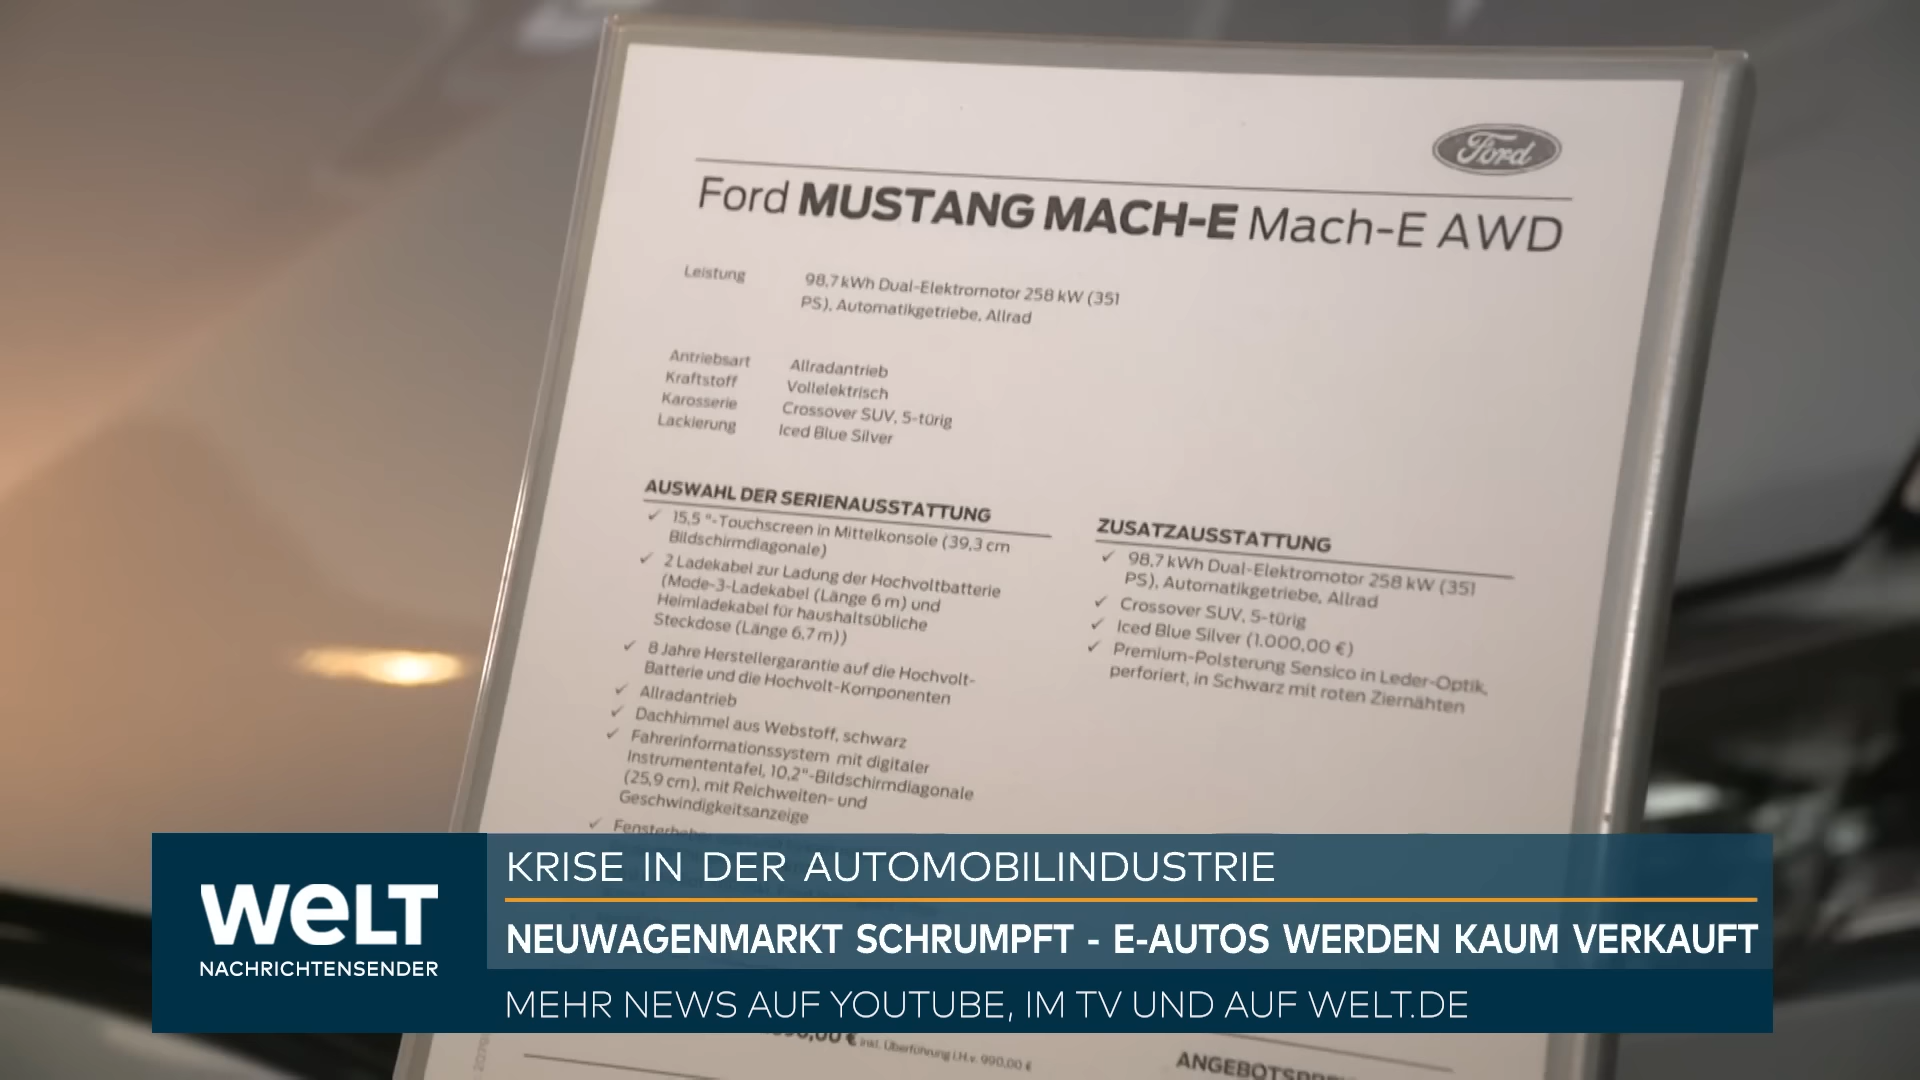 Ford
Ford MUSTANG MACH-E Mach-E AWD
Leistung 98,7 kWh Dual-Elektromotor 258 kW (351
PS), Automatikgetriebe, Allrad
Antriebsart Allradantrieb
Kraftstoff Vollelektrisch
Karosserie Crossover SUV, 5-türig
Lackierung Iced Blue Silver
AUSWAHL DER SERIENAUSSTATTUNG
✓ 15,5 "-Touchscreen in Mittelkonsole (39,3 cm
Bildschirmdiagonale)
✓ 2 Ladekabel zur Ladung der Hochvoltbatterie
(Mode-3-Ladekabel (Länge 6 m) und
Heimladekabel für haushaltsübliche
Steckdose (Länge 6,7 m))
✓ 8 Jahre Herstellergarantie auf die Hochvolt-
Batterie und die Hochvolt-Komponenten
✓ Allradantrieb
✓ Dachhimmel aus Webstoff, schwarz
✓ Fahrerinformationssystem mit digitaler
Instrumententafel, 10,2"-Bildschirmdiagonale
(25,9 cm), mit Reichweiten- und
Geschwindigkeitsanzeige
ZUSATZAUSSTATTUNG
✓ 98,7 kWh Dual-Elektromotor 258 kW (351
PS), Automatikgetriebe, Allrad
✓ Crossover SUV, 5-türig
✓ Iced Blue Silver (1.000,00 €)
✓ Premium-Polsterung Sensico in Leder-Optik,
perforiert, in Schwarz mit roten Ziernähten
WELT
NACHRICHTENSENDER
KRISE IN DER AUTOMOBILINDUSTRIE
NEUWAGENMARKT SCHRUMPFT - E-AUTOS WERDEN KAUM VERKAUFT
MEHR NEWS AUF YOUTUBE, IM TV UND AUF WELT.DE
€ inkl. Überführung i.H.v. 990,00 €